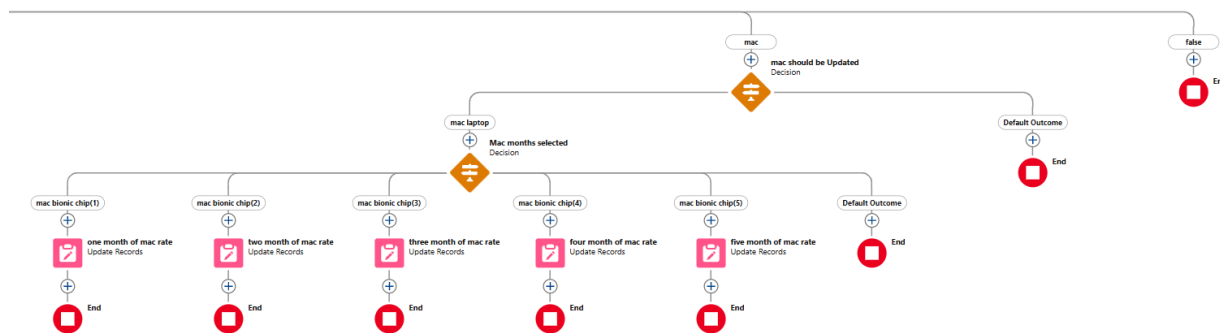 mac
false
mac should be Updated
Decision
mac laptop
Default Outcome
Mac months selected
Decision
End
mac bionic chip(1)
mac bionic chip(2)
mac bionic chip(3)
mac bionic chip(4)
mac bionic chip(5)
Default Outcome
one month of mac rate
Update Records
two month of mac rate
Update Records
three month of mac rate
Update Records
four month of mac rate
Update Records
five month of mac rate
Update Records
End
End
End
End
End
End